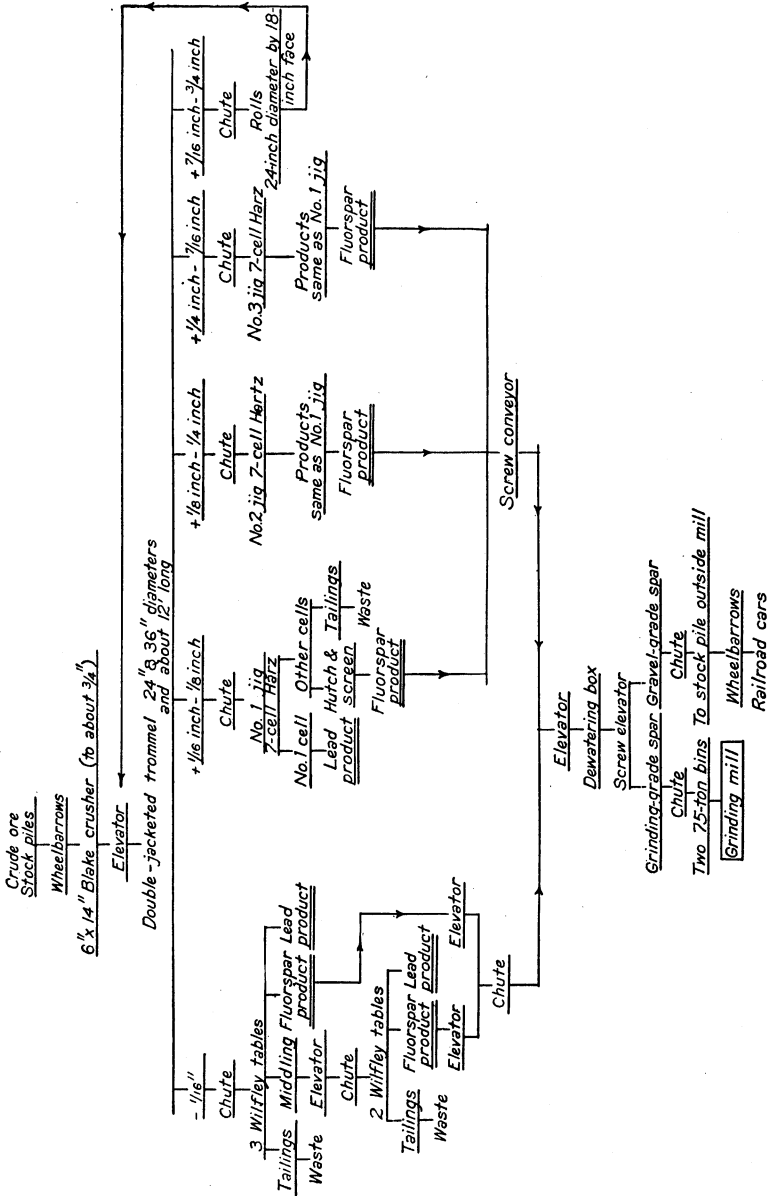 Crude ore
Stock piles
Wheelbarrows
6" x 14" Blake crusher (to about 3/4")
Elevator
Double-jacketed trommel 24" & 36" diameters
and about 12' long
- 1/16"
Chute
3 Wilfley tables
Tailings
Waste
Middling
Elevator
Chute
2 Wilfley tables
Tailings
Waste
Fluorspar
product
Elevator
Lead
product
Fluorspar
product
Elevator
Lead
product
Chute
+ 1/16 inch - 1/8 inch
Chute
No. 1 jig
7-cell Harz
No. 1 cell
Lead
product
Other cells
Hutch &
screen
Fluorspar
product
Tailings
Waste
+ 1/8 inch - 1/4 inch
Chute
No. 2 jig 7-cell Hertz
Products
same as No. 1 jig
Fluorspar
product
+ 1/4 inch - 7/16 inch
Chute
No. 3 jig 7-cell Harz
Products
same as No. 1 jig
Fluorspar
product
+ 7/16 inch - 3/4 inch
Chute
Rolls
24-inch diameter by 18-
inch face
Screw conveyor
Elevator
Dewatering box
Screw elevator
Grinding-grade spar
Chute
Two 75-ton bins
Grinding mill
Gravel-grade spar
Chute
To stock pile outside mill
Wheelbarrows
Railroad cars